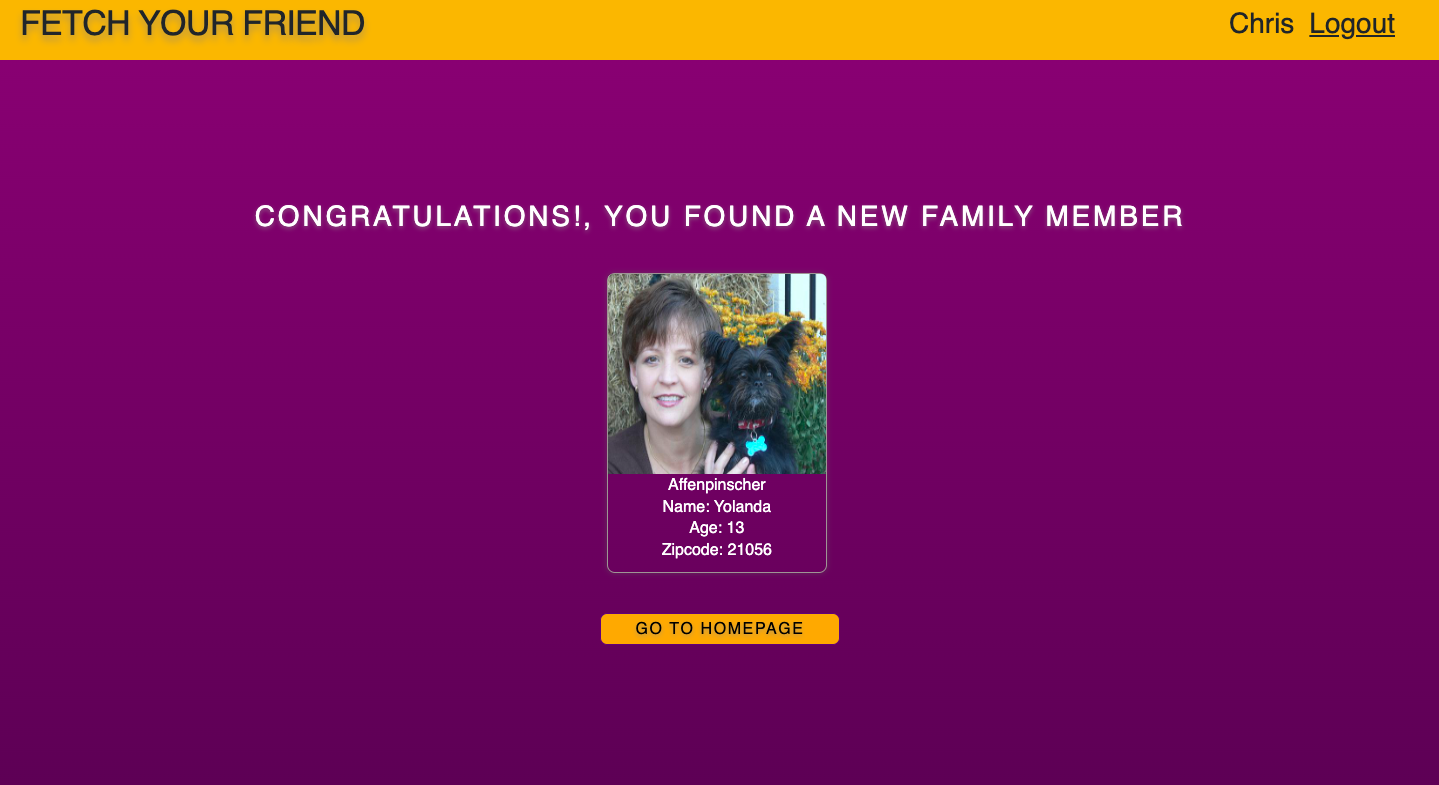 FETCH YOUR FRIEND
Chris Logout
CONGRATULATIONS!, YOU FOUND A NEW FAMILY MEMBER
Affenpinscher
Name: Yolanda
Age: 13
Zipcode: 21056
GO TO HOMEPAGE